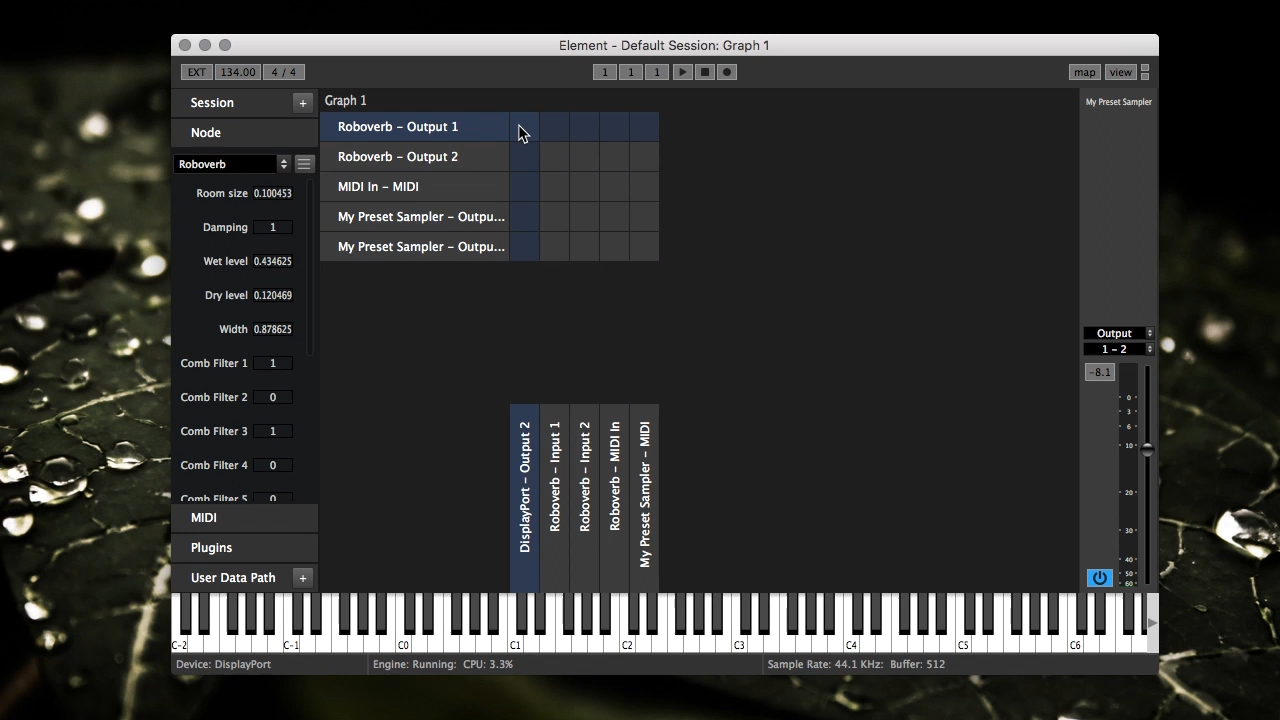 Element - Default Session: Graph 1
EXT 134.00 4 / 4 1 1 1 map view
Session +
Node
Roboverb
Room size 0.100453
Damping 1
Wet level 0.434625
Dry level 0.120469
Width 0.878625
Comb Filter 1 1
Comb Filter 2 0
Comb Filter 3 1
Comb Filter 4 0
Comb Filter 5 0
MIDI
Plugins
User Data Path +
Graph 1
Roboverb - Output 1
Roboverb - Output 2
MIDI In - MIDI
My Preset Sampler - Outpu...
My Preset Sampler - Outpu...
DisplayPort - Output 2
Roboverb - Input 1
Roboverb - Input 2
Roboverb - MIDI In
My Preset Sampler - MIDI
My Preset Sampler
Output
1 - 2
-8.1
0
3
6
10
20
30
40
50
60
C-2 C-1 C0 C1 C2 C3 C4 C5 C6
Device: DisplayPort Engine: Running: CPU: 3.3% Sample Rate: 44.1 KHz: Buffer: 512